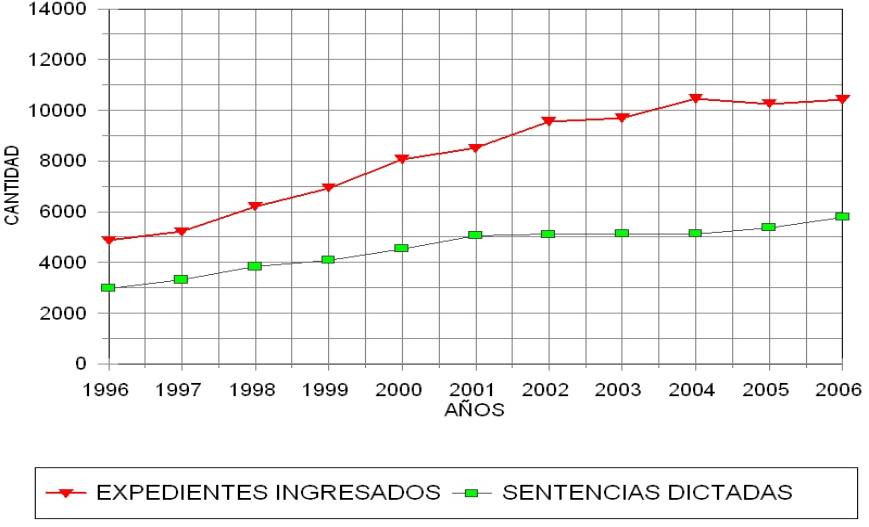 14000
12000
10000
8000
6000
4000
2000
0
CANTIDAD
1996 1997 1998 1999 2000 2001 2002 2003 2004 2005 2006
AÑOS
EXPEDIENTES INGRESADOS SENTENCIAS DICTADAS